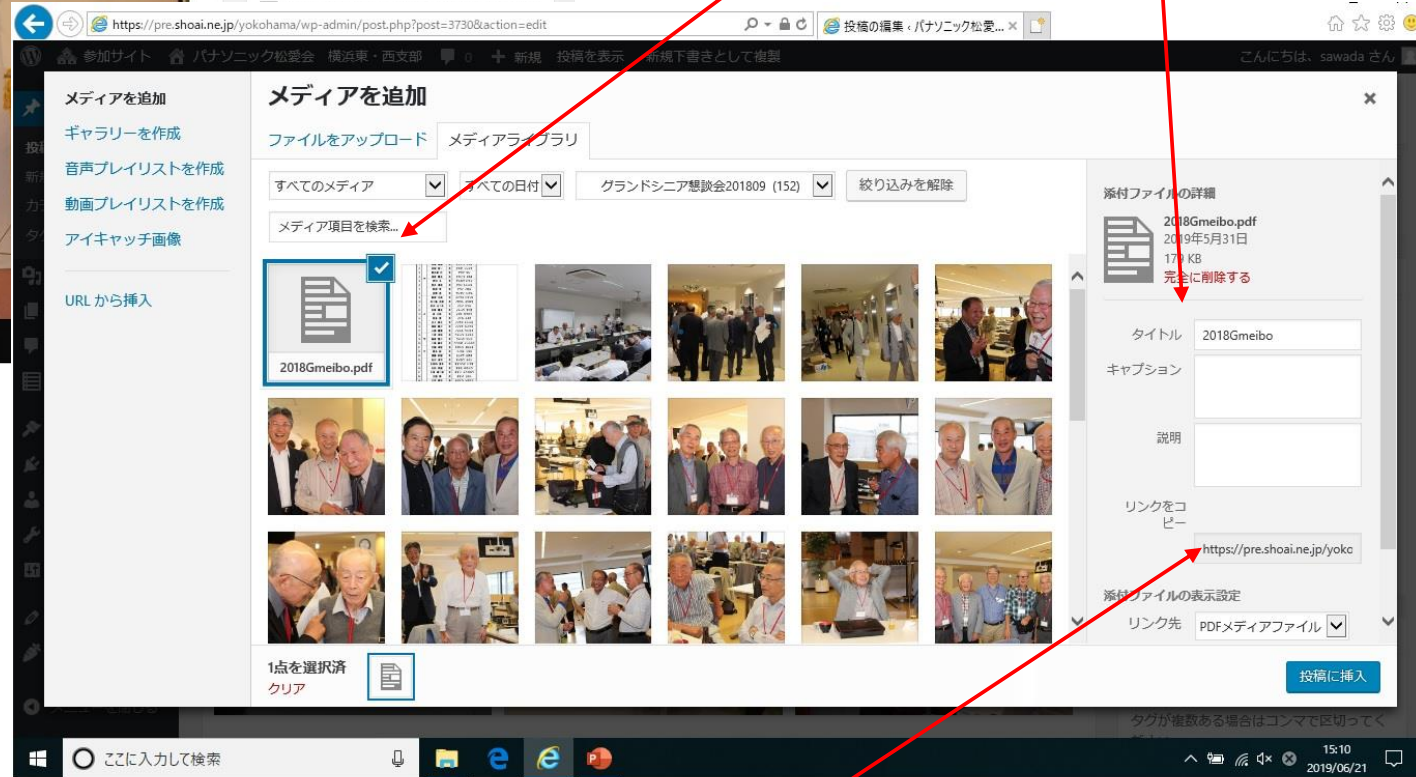 https://pre.shoai.ne.jp/yokohama/wp-admin/post.php?post=3730&action=edit
投稿の編集 ‹ パナソニック松愛...
参加サイト パナソニック松愛会 横浜東・西支部 0 新規 投稿を表示 新規下書きとして複製
こんにちは、sawada さん
メディアを追加
ギャラリーを作成
音声プレイリストを作成
動画プレイリストを作成
アイキャッチ画像
URL から挿入
メディアを追加
ファイルをアップロード
メディアライブラリ
すべてのメディア
すべての日付
グランドシニア懇談会201809 (152)
絞り込みを解除
メディア項目を検索...
2018Gmeibo.pdf
添付ファイルの詳細
2018Gmeibo.pdf
2019年5月31日
179 KB
完全に削除する
タイトル
2018Gmeibo
キャプション
説明
リンクをコ
ピー
https://pre.shoai.ne.jp/yoko
添付ファイルの表示設定
リンク先
PDFメディアファイル
1点を選択済
クリア
投稿に挿入
タグが複数ある場合はコンマで区切ってく
ここに入力して検索
15:10
2019/06/21